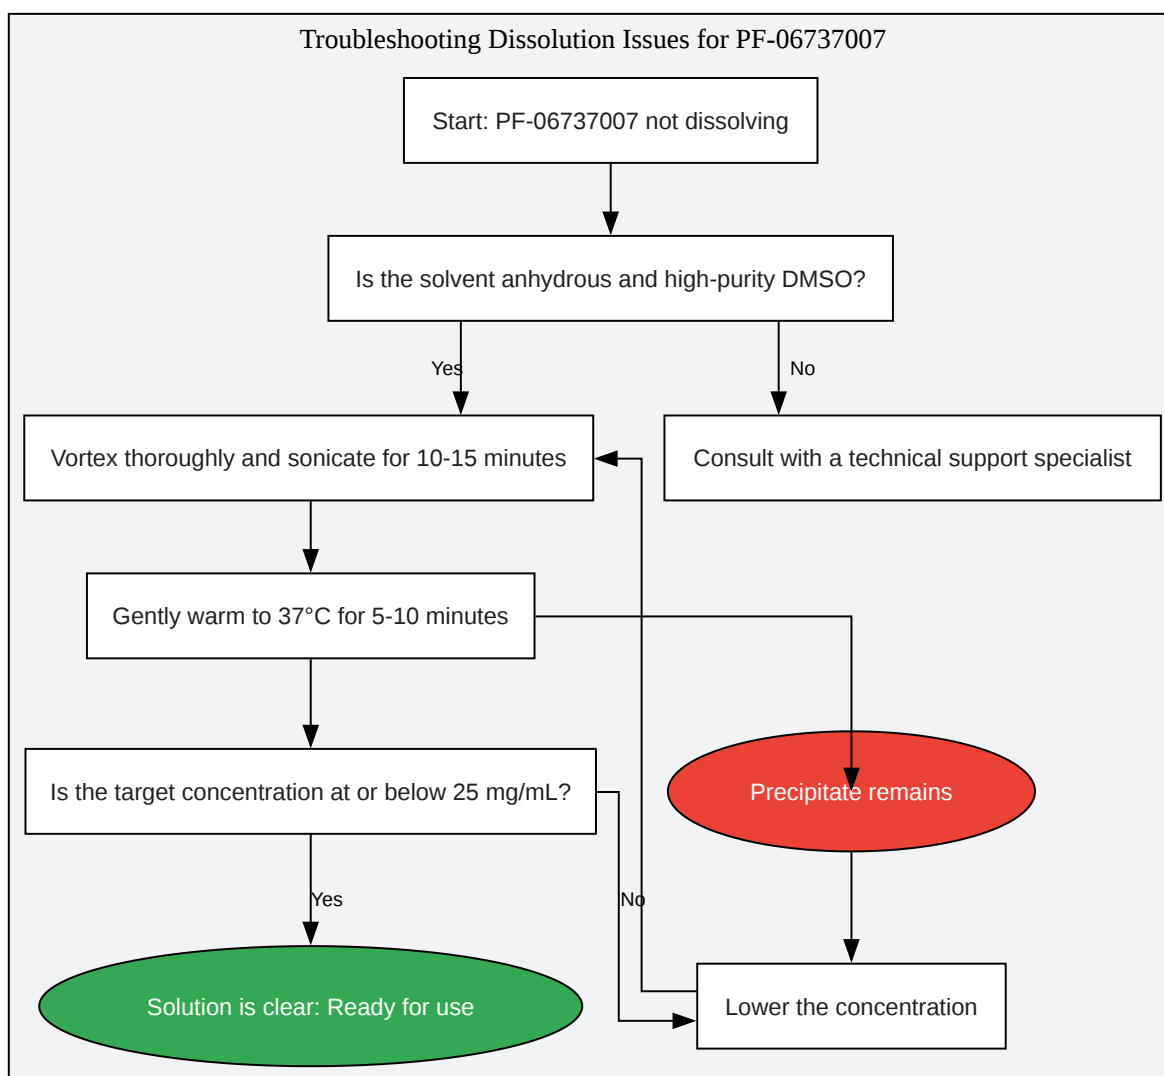 Troubleshooting Dissolution Issues for PF-06737007
Start: PF-06737007 not dissolving
Is the solvent anhydrous and high-purity DMSO?
Yes
No
Vortex thoroughly and sonicate for 10-15 minutes
Consult with a technical support specialist
Gently warm to 37°C for 5-10 minutes
Is the target concentration at or below 25 mg/mL?
Precipitate remains
Yes
No
Solution is clear: Ready for use
Lower the concentration